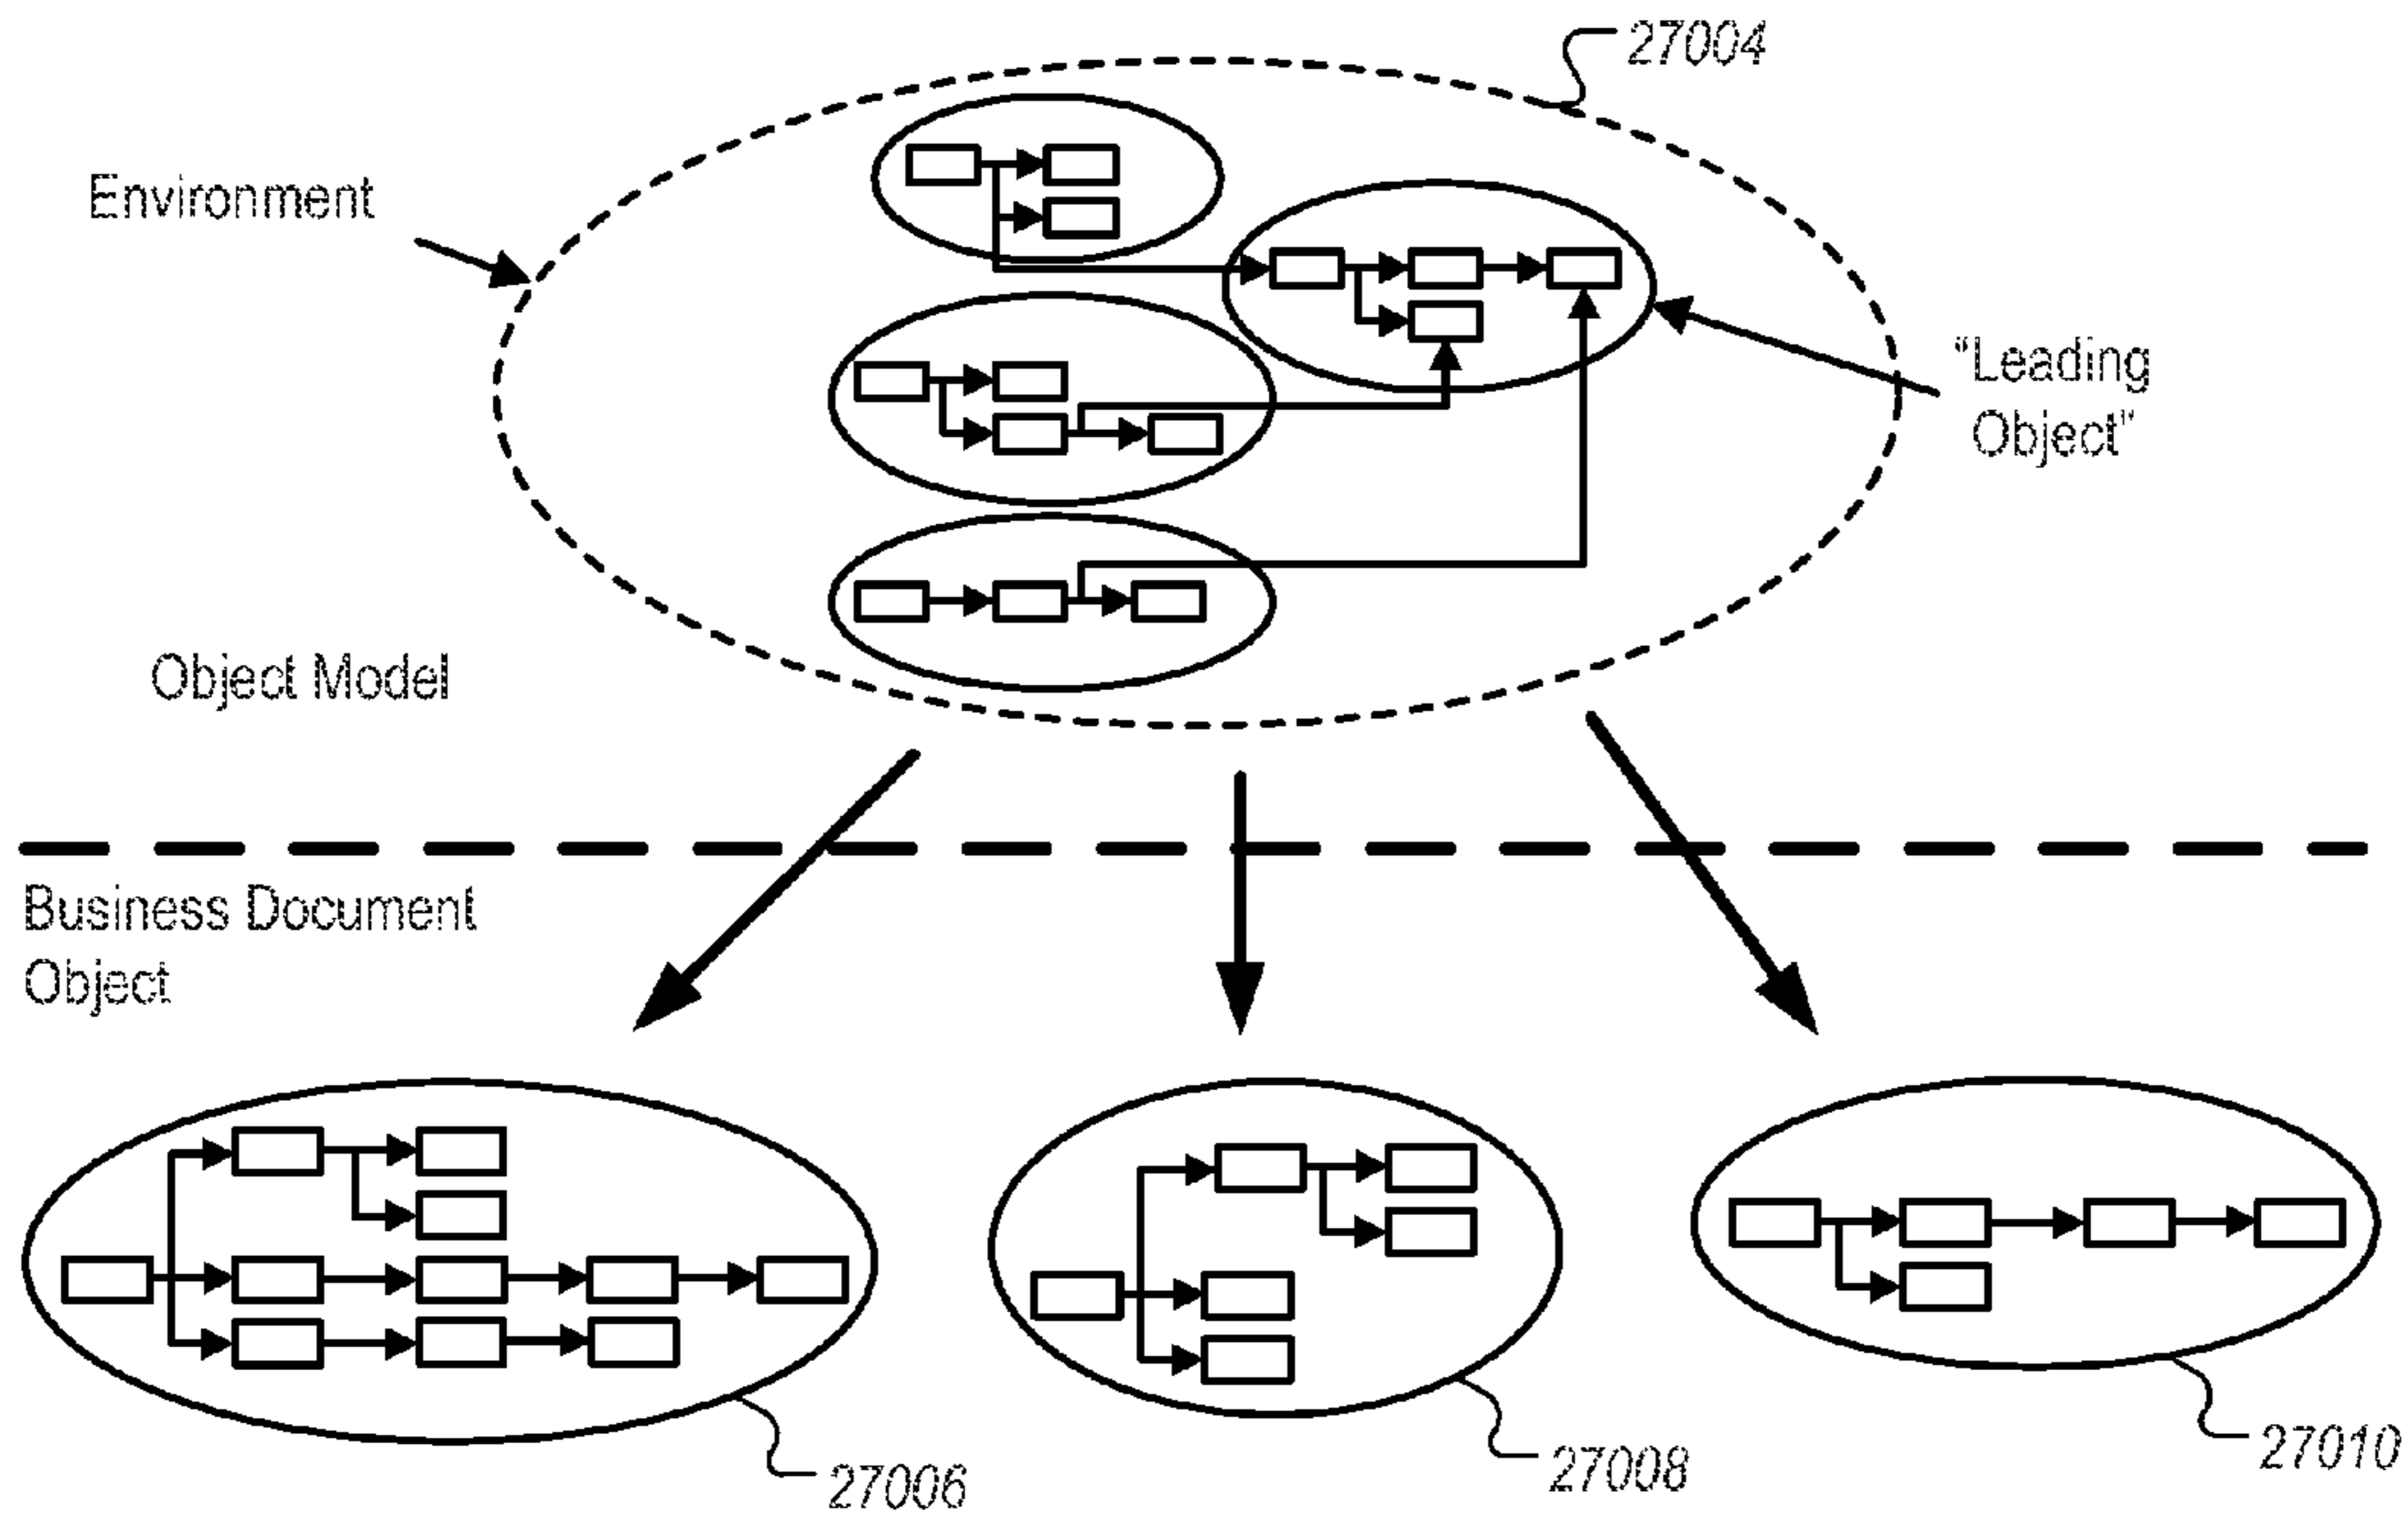 27004
Environment
"Leading
Object"
Object Model
Business Document
Object
27006
27008
27010